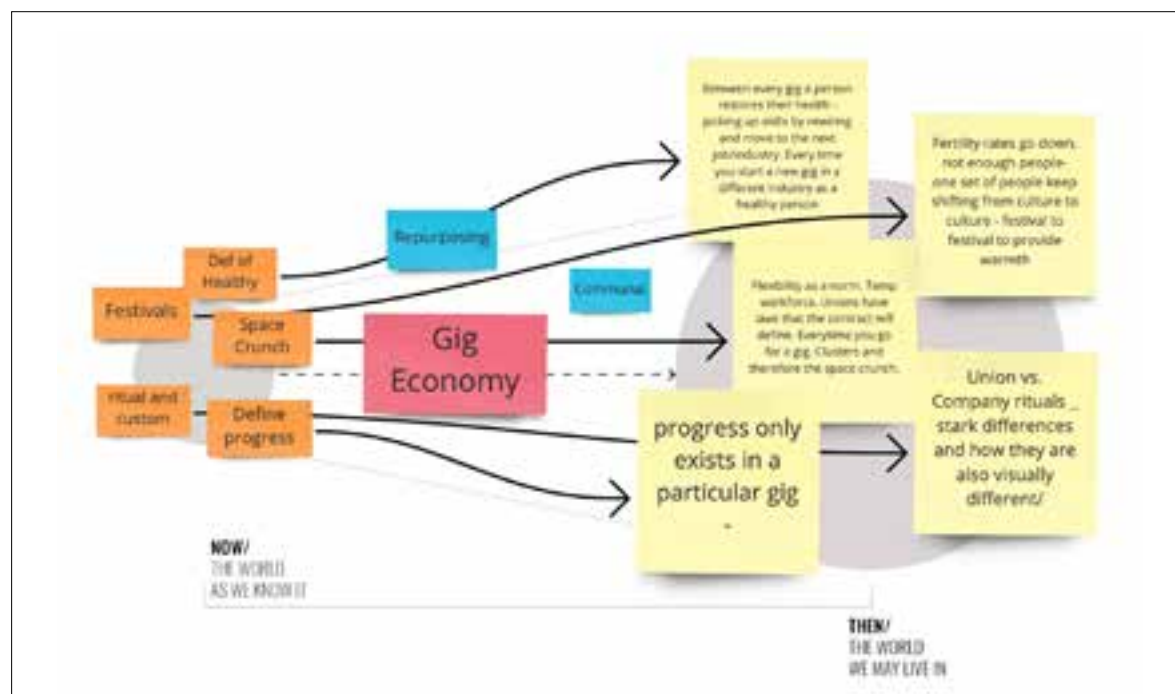 Between every gig a person
restores their health -
picking up skills by reading
and move to the next
job/industry. Every time
you start a new gig in a
different industry as a
healthy person
Fertility rates go down,
not enough people-
one set of people keep
shifting from culture to
culture - festival to
festival to provide
warmth
Repurposing
Def of
Healthy
Communal
Festivals
Space
Crunch
Gig
Economy
Flexibility as a norm. Temp
workforce. Unions have
laws that the contract will
define. Everytime you go
for a gig. Clusters and
therefore the space crunch.
ritual and
custom
Define
progress
progress only
exists in a
particular gig
-
Union vs.
Company rituals _
stark differences
and how they are
also visually
different/
NOW/
THE WORLD
AS WE KNOW IT
THEN/
THE WORLD
WE MAY LIVE IN